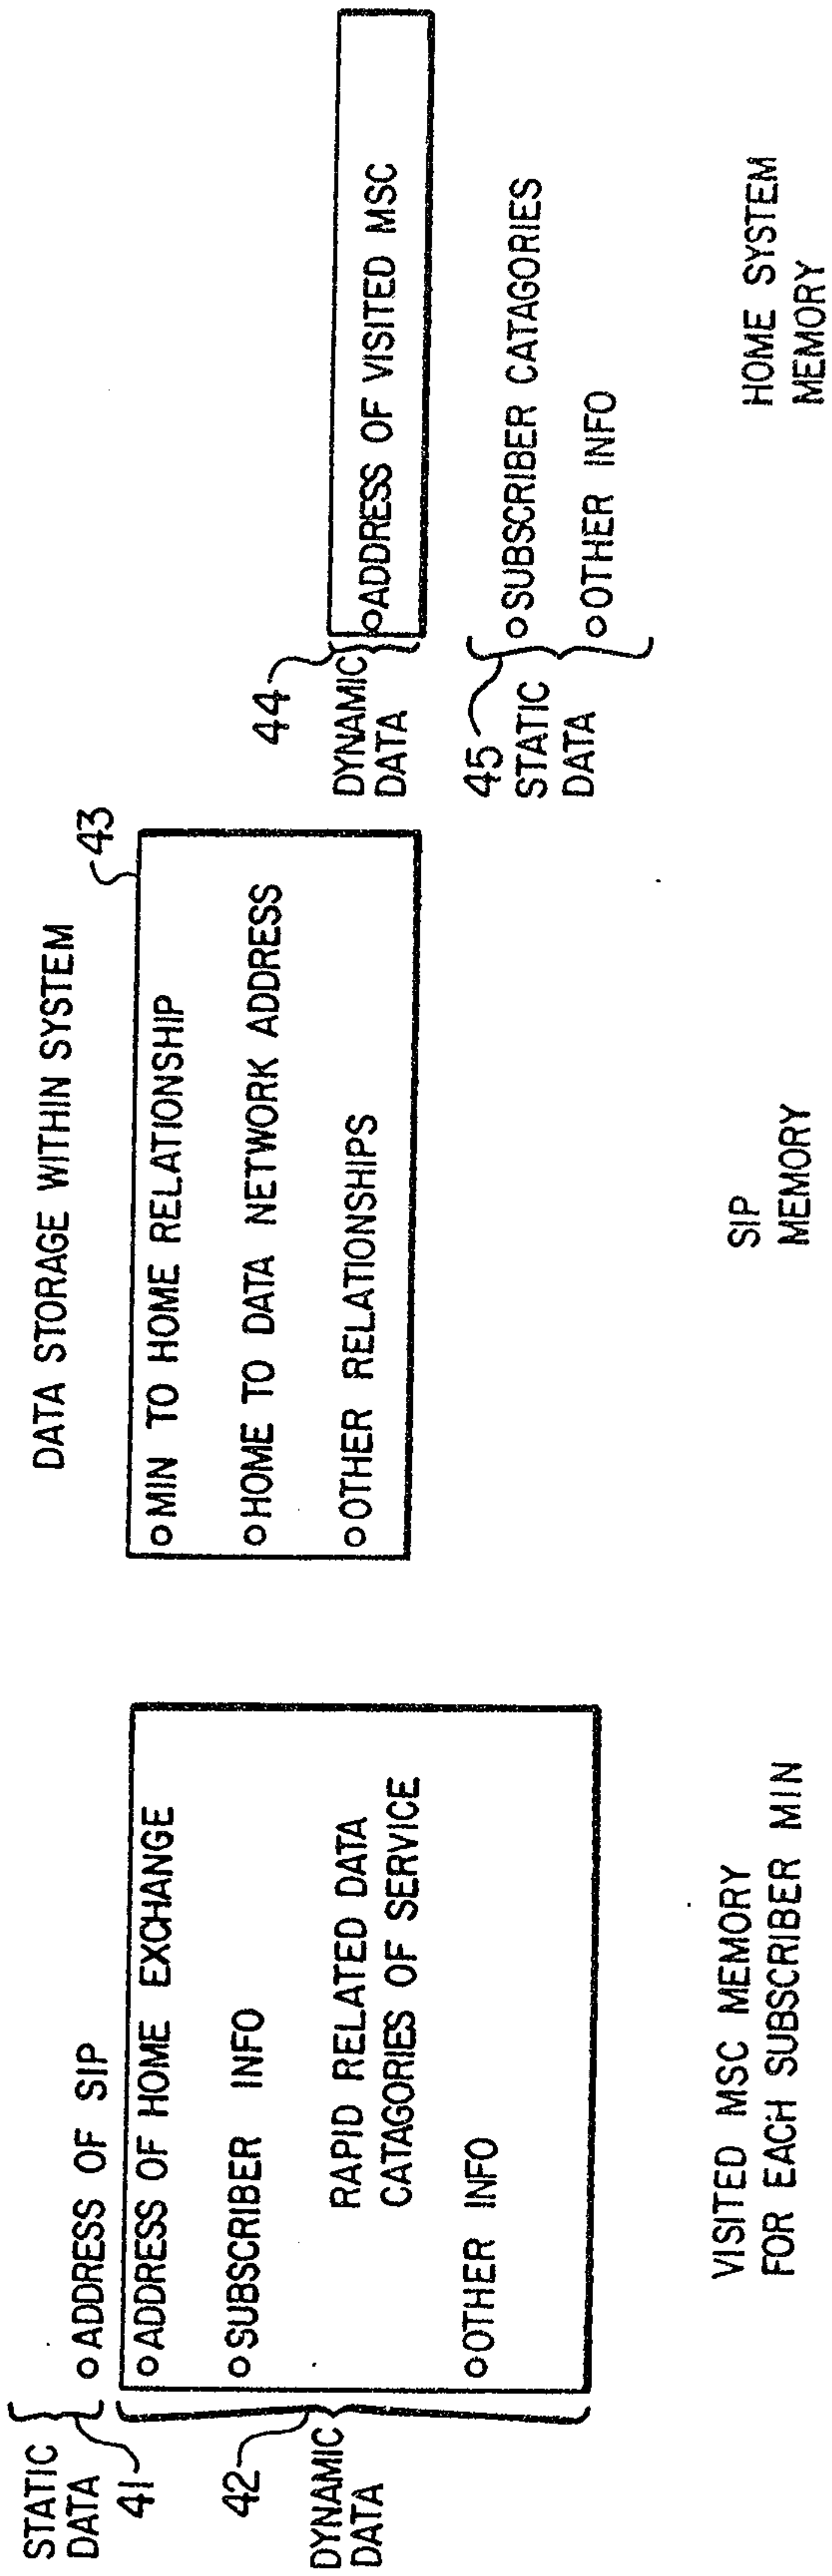 DATA STORAGE WITHIN SYSTEM
STATIC
DATA
41
o ADDRESS OF SIP
42
DYNAMIC
DATA
o ADDRESS OF HOME EXCHANGE
o SUBSCRIBER INFO
RAPID RELATED DATA
CATAGORIES OF SERVICE
o OTHER INFO
VISITED MSC MEMORY
FOR EACH SUBSCRIBER MIN
43
o MIN TO HOME RELATIONSHIP
o HOME TO DATA NETWORK ADDRESS
o OTHER RELATIONSHIPS
SIP
MEMORY
44
DYNAMIC
DATA
o ADDRESS OF VISITED MSC
45
STATIC
DATA
o SUBSCRIBER CATAGORIES
o OTHER INFO
HOME SYSTEM
MEMORY